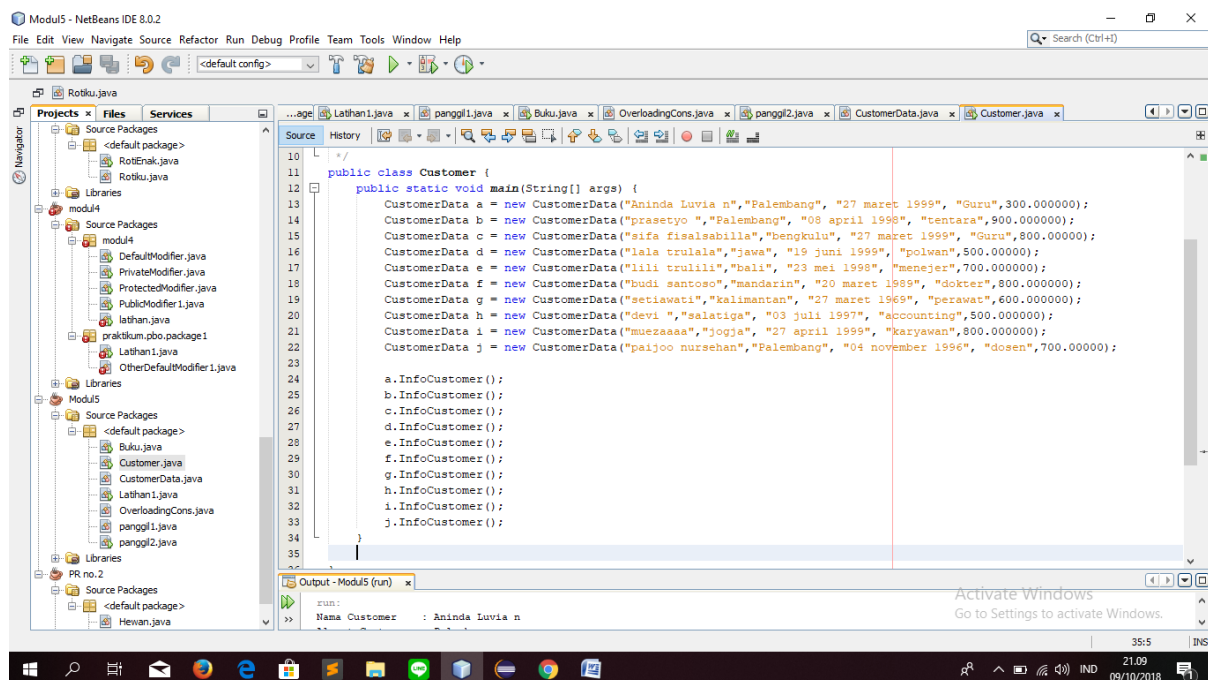 Modul5 - NetBeans IDE 8.0.2
File Edit View Navigate Source Refactor Run Debug Profile Team Tools Window Help
Search (Ctrl+I)
<default config>
Rotiku.java
Projects Files Services
...age Latihan1.java panggil1.java Buku.java OverloadingCons.java panggil2.java CustomerData.java Customer.java
Navigator
Source Packages
<default package>
RotiEnak.java
Rotiku.java
Libraries
modul4
Source Packages
modul4
DefaultModifier.java
PrivateModifier.java
ProtectedModifier.java
PublicModifier1.java
latihan.java
praktikum.pbo.package1
Latihan1.java
OtherDefaultModifier1.java
Libraries
Modul5
Source Packages
<default package>
Buku.java
Customer.java
CustomerData.java
Latihan1.java
OverloadingCons.java
panggil1.java
panggil2.java
Libraries
PR no.2
Source Packages
<default package>
Hewan.java
Source History
10 */
11 public class Customer {
12 public static void main(String[] args) {
13 CustomerData a = new CustomerData("Aninda Luvia n","Palembang", "27 maret 1999", "Guru",300.000000);
14 CustomerData b = new CustomerData("prasetyo ","Palembang", "08 april 1998", "tentara",900.000000);
15 CustomerData c = new CustomerData("sifa fisalsabilla","bengkulu", "27 maret 1999", "Guru",800.00000);
16 CustomerData d = new CustomerData("lala trulala","jawa", "19 juni 1999", "polwan",500.00000);
17 CustomerData e = new CustomerData("lili trulili","bali", "23 mei 1998", "menejer",700.000000);
18 CustomerData f = new CustomerData("budi santoso","mandarin", "20 maret 1989", "dokter",800.00000);
19 CustomerData g = new CustomerData("setiawati","kalimantan", "27 maret 1969", "perawat",600.00000);
20 CustomerData h = new CustomerData("devi ","salatiga", "03 juli 1997", "accounting",500.00000);
21 CustomerData i = new CustomerData("muezaaaa","jogja", "27 april 1999", "karyawan",800.00000);
22 CustomerData j = new CustomerData("paijoo nursehan","Palembang", "04 november 1996", "dosen",700.00000);
23
24 a.InfoCustomer();
25 b.InfoCustomer();
26 c.InfoCustomer();
27 d.InfoCustomer();
28 e.InfoCustomer();
29 f.InfoCustomer();
30 g.InfoCustomer();
31 h.InfoCustomer();
32 i.InfoCustomer();
33 j.InfoCustomer();
34 }
35
Output - Modul5 (run)
run:
Nama Customer : Aninda Luvia n
Activate Windows
Go to Settings to activate Windows.
35:5 INS
IND
21.09
09/10/2018